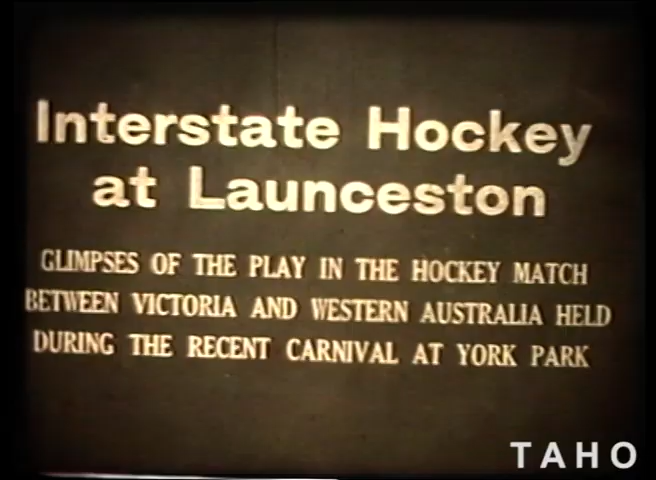 Interstate Hockey
at Launceston
GLIMPSES OF THE PLAY IN THE HOCKEY MATCH
BETWEEN VICTORIA AND WESTERN AUSTRALIA HELD
DURING THE RECENT CARNIVAL AT YORK PARK
TAHO